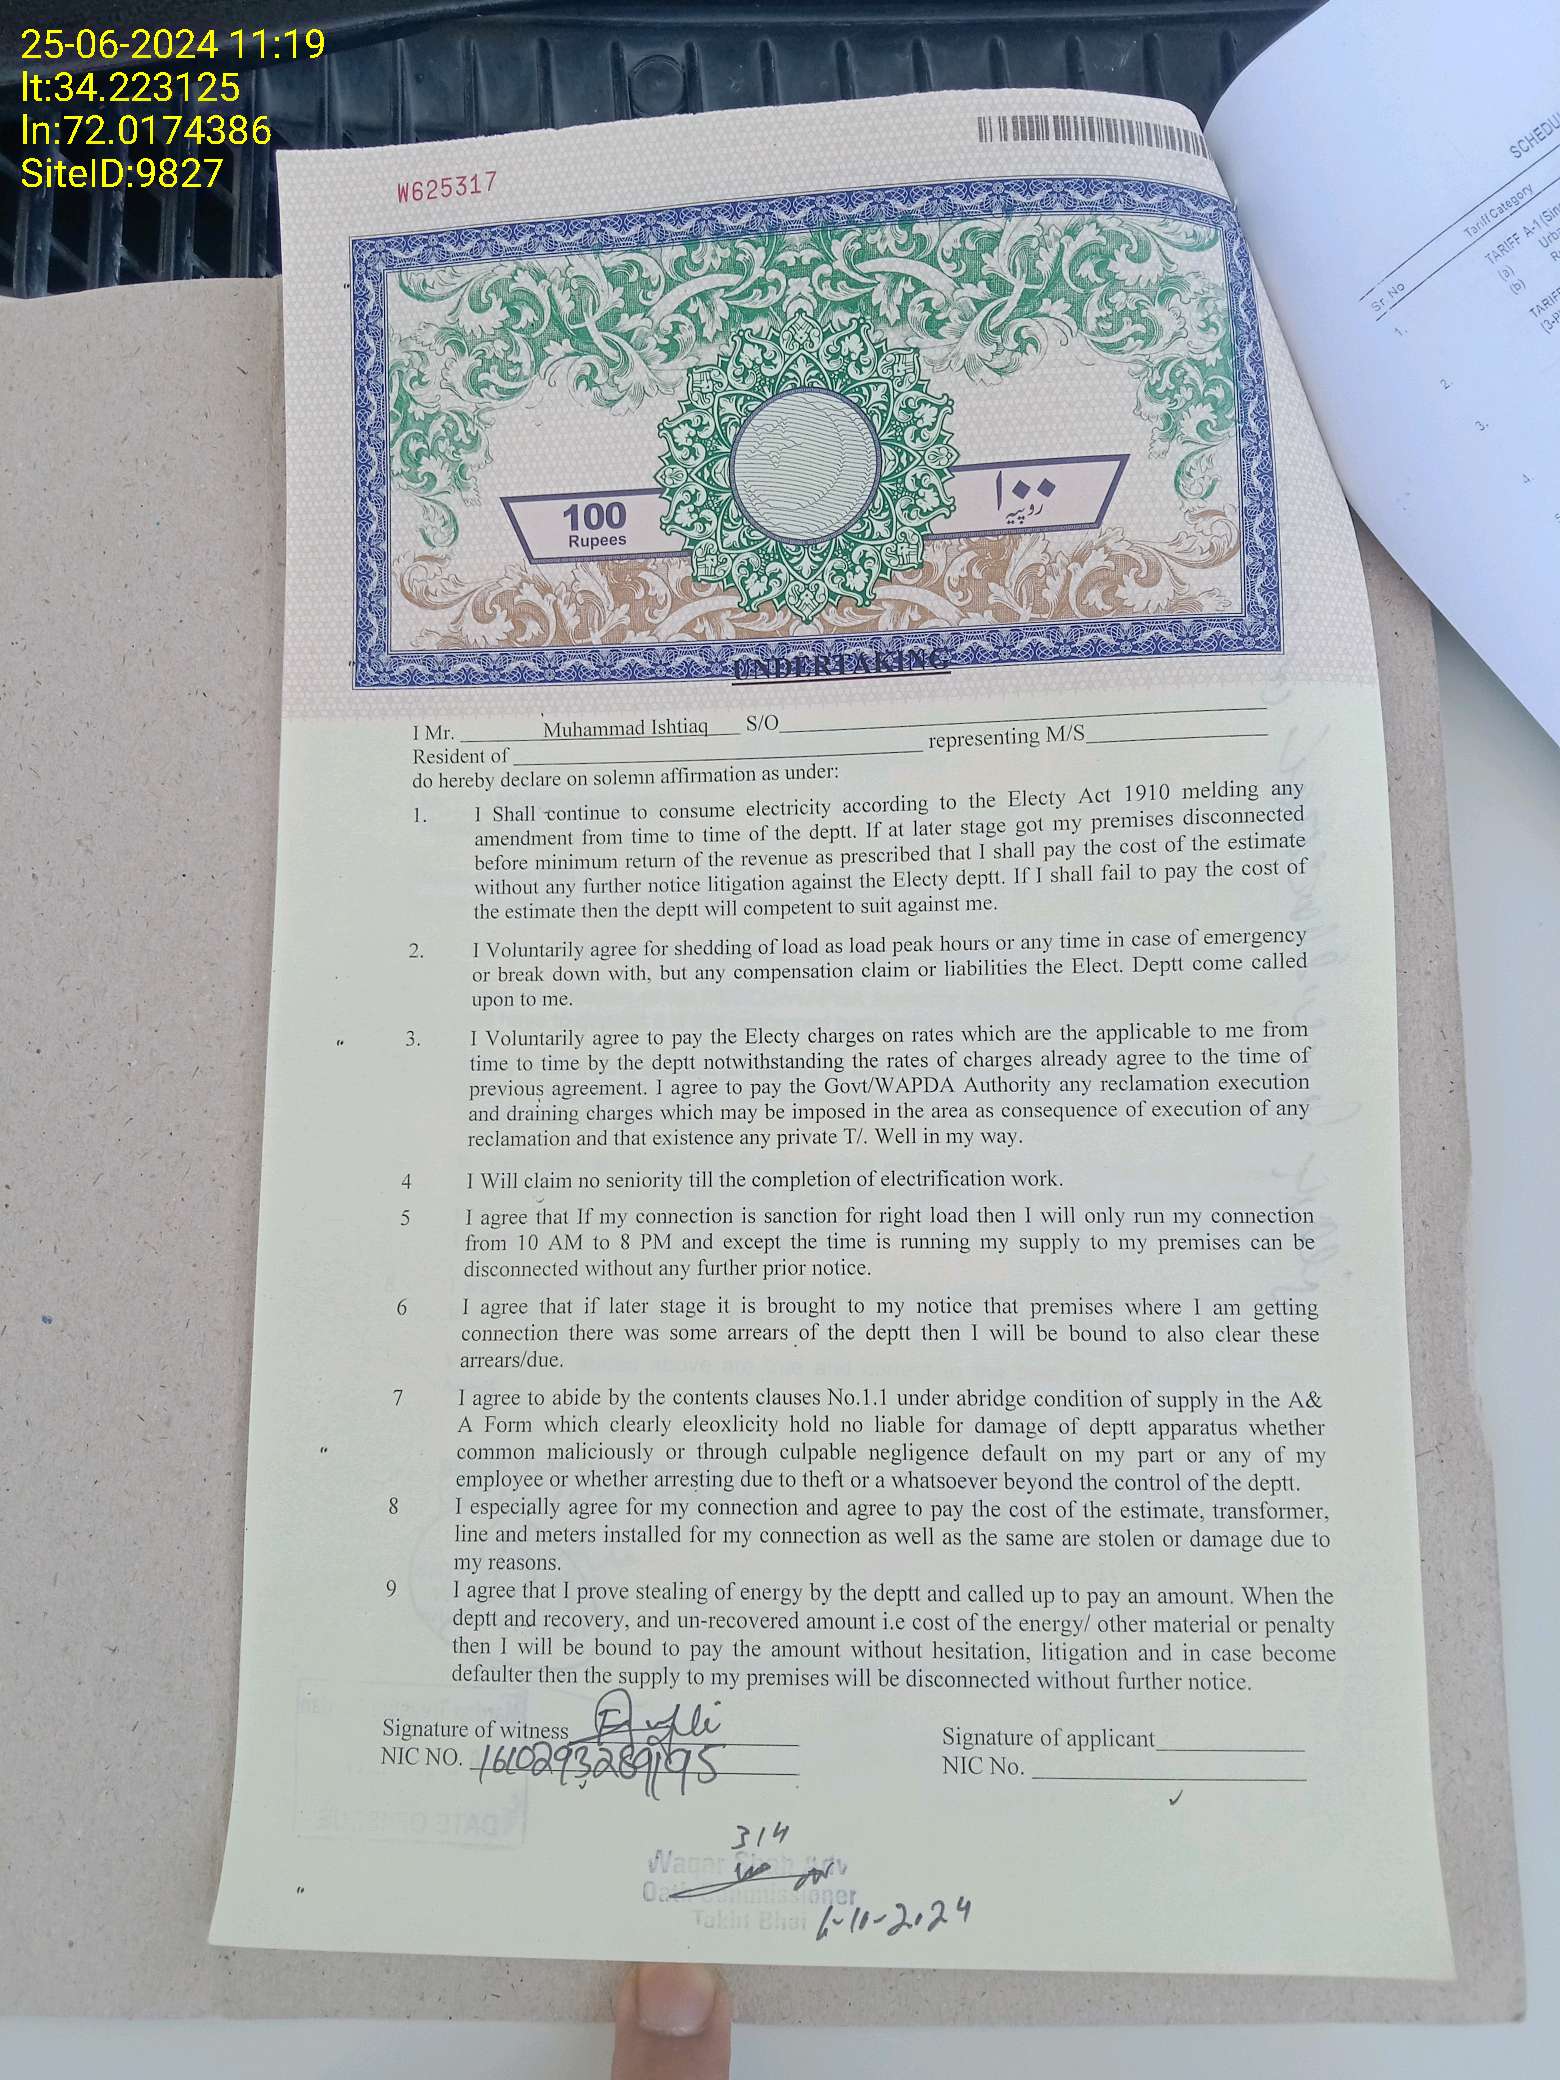 25-06-2024 11:19
lt:34.223125
ln:72.0174386
SiteID:9827
W625317
100
Rupees
۱۰۰
روپیہ
UNDERTAKING
I Mr. Muhammad Ishtiaq S/O
Resident of representing M/S
do hereby declare on solemn affirmation as under:
1. I Shall continue to consume electricity according to the Electy Act 1910 melding any
amendment from time to time of the deptt. If at later stage got my premises disconnected
before minimum return of the revenue as prescribed that I shall pay the cost of the estimate
without any further notice litigation against the Electy deptt. If I shall fail to pay the cost of
the estimate then the deptt will competent to suit against me.
2. I Voluntarily agree for shedding of load as load peak hours or any time in case of emergency
or break down with, but any compensation claim or liabilities the Elect. Deptt come called
upon to me.
3. I Voluntarily agree to pay the Electy charges on rates which are the applicable to me from
time to time by the deptt notwithstanding the rates of charges already agree to the time of
previous agreement. I agree to pay the Govt/WAPDA Authority any reclamation execution
and draining charges which may be imposed in the area as consequence of execution of any
reclamation and that existence any private T/. Well in my way.
4 I Will claim no seniority till the completion of electrification work.
5 I agree that If my connection is sanction for right load then I will only run my connection
from 10 AM to 8 PM and except the time is running my supply to my premises can be
disconnected without any further prior notice.
6 I agree that if later stage it is brought to my notice that premises where I am getting
connection there was some arrears of the deptt then I will be bound to also clear these
arrears/due.
7 I agree to abide by the contents clauses No.1.1 under abridge condition of supply in the A&
A Form which clearly eleoxlicity hold no liable for damage of deptt apparatus whether
common maliciously or through culpable negligence default on my part or any of my
employee or whether arresting due to theft or a whatsoever beyond the control of the deptt.
8 I especially agree for my connection and agree to pay the cost of the estimate, transformer,
line and meters installed for my connection as well as the same are stolen or damage due to
my reasons.
9 I agree that I prove stealing of energy by the deptt and called up to pay an amount. When the
deptt and recovery, and un-recovered amount i.e cost of the energy/ other material or penalty
then I will be bound to pay the amount without hesitation, litigation and in case become
defaulter then the supply to my premises will be disconnected without further notice.
Signature of witness
NIC NO. 1610293289195
Signature of applicant
NIC No.
314
Waqar Shah Adv
Oath Commissioner
Takht Bhai
-11-2024
SCHEDU
Sr. No Tariff Category
1. TARIFF A-1
(a)
(b)
2.
3.
4.